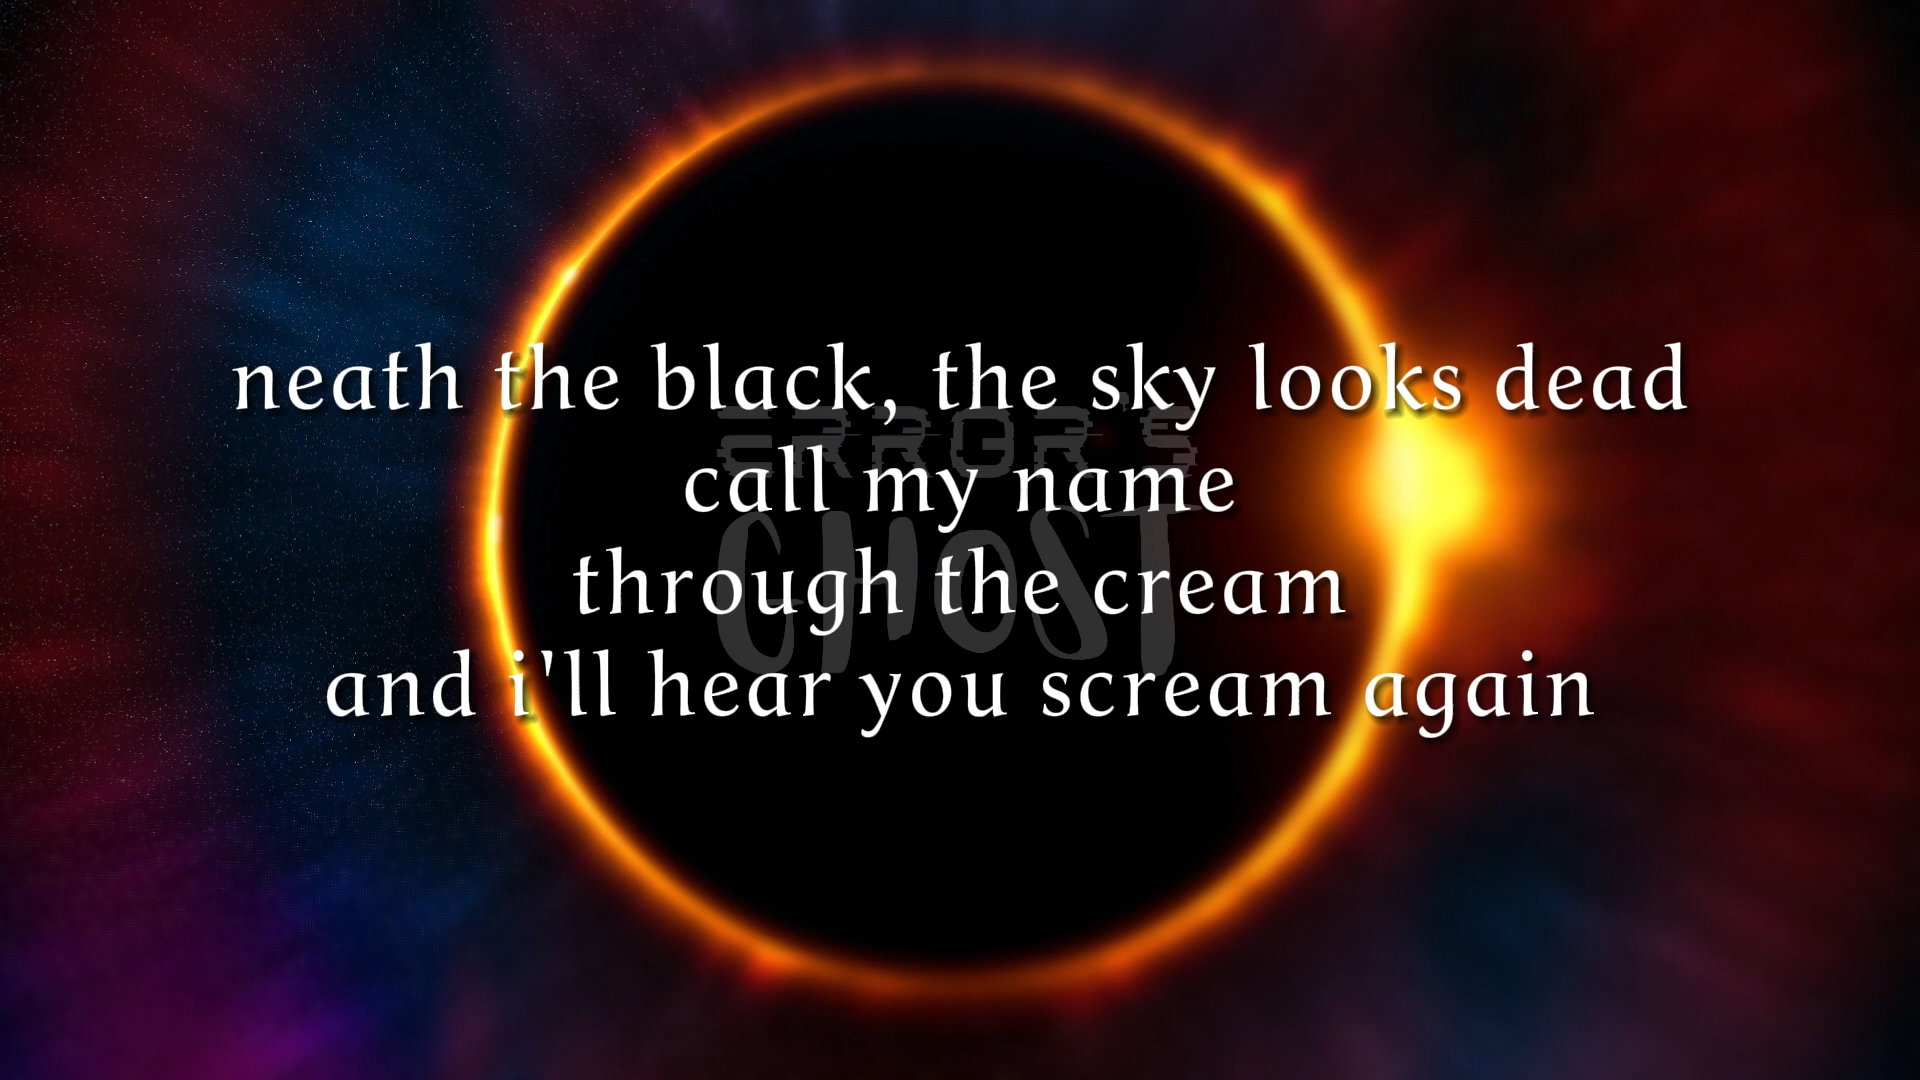 neath the black, the sky looks dead
ERROR'S
call my name
GHOST
through the cream
and i'll hear you scream again